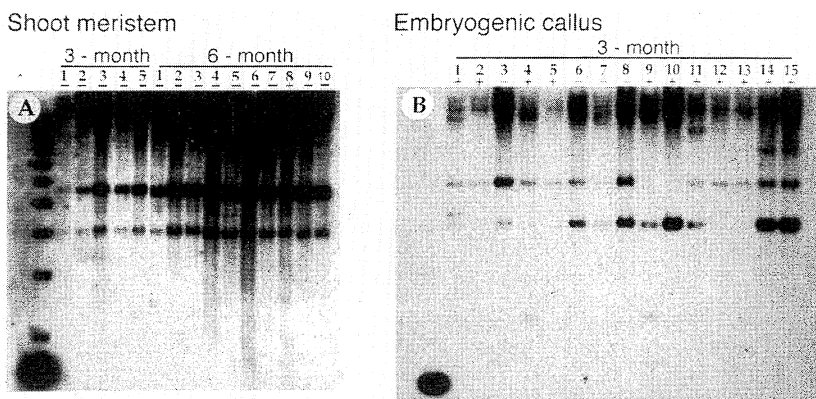 Shoot meristem
3 - month 6 - month
1 2 3 4 5 1 2 3 4 5 6 7 8 9 10
A
Embryogenic callus
3 - month
1 2 3 4 5 6 7 8 9 10 11 12 13 14 15
B